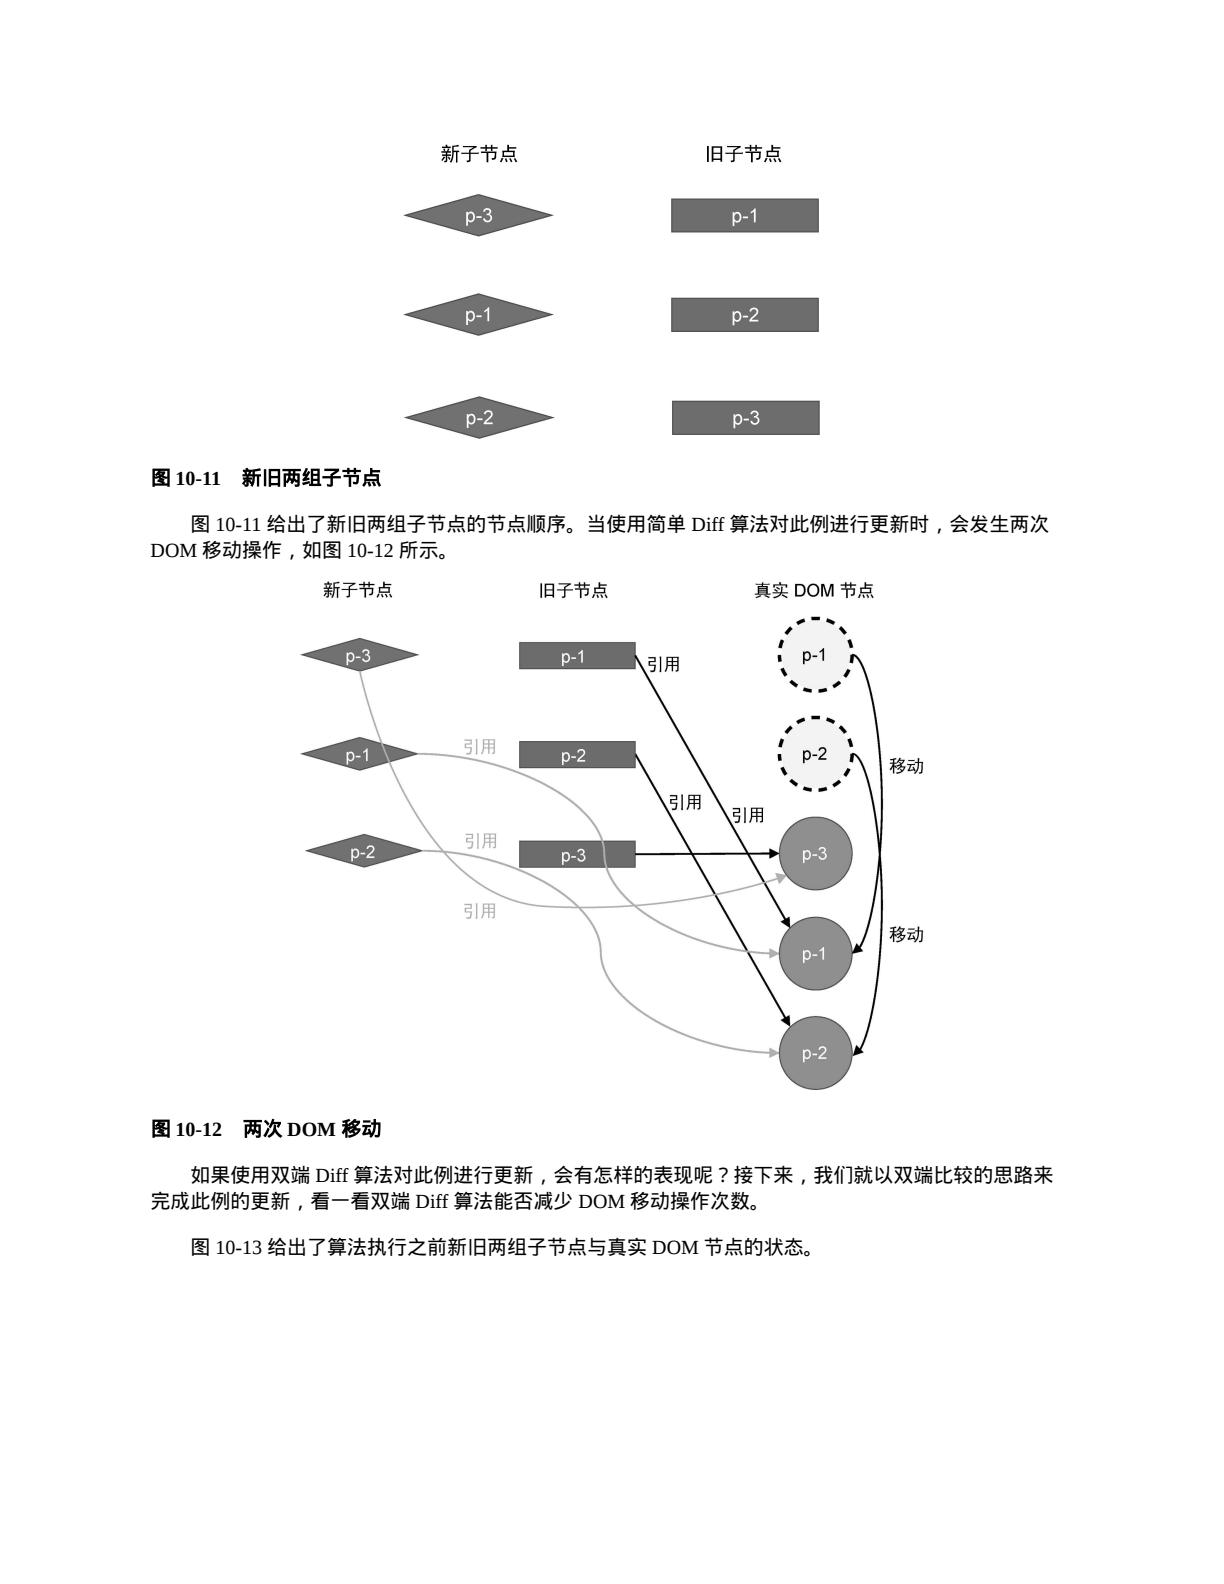 新子节点 旧子节点
p-3 p-1
p-1 p-2
p-2 p-3
图 10-11 新旧两组子节点
图 10-11 给出了新旧两组子节点的节点顺序。当使用简单 Diff 算法对此例进行更新时，会发生两次
DOM 移动操作，如图 10-12 所示。
新子节点 旧子节点 真实 DOM 节点
p-3 p-1 引用 p-1
p-1 引用 p-2 p-2 移动
引用 引用
p-2 引用 p-3 p-3
引用 移动
p-1
p-2
图 10-12 两次 DOM 移动
如果使用双端 Diff 算法对此例进行更新，会有怎样的表现呢？接下来，我们就以双端比较的思路来
完成此例的更新，看一看双端 Diff 算法能否减少 DOM 移动操作次数。
图 10-13 给出了算法执行之前新旧两组子节点与真实 DOM 节点的状态。